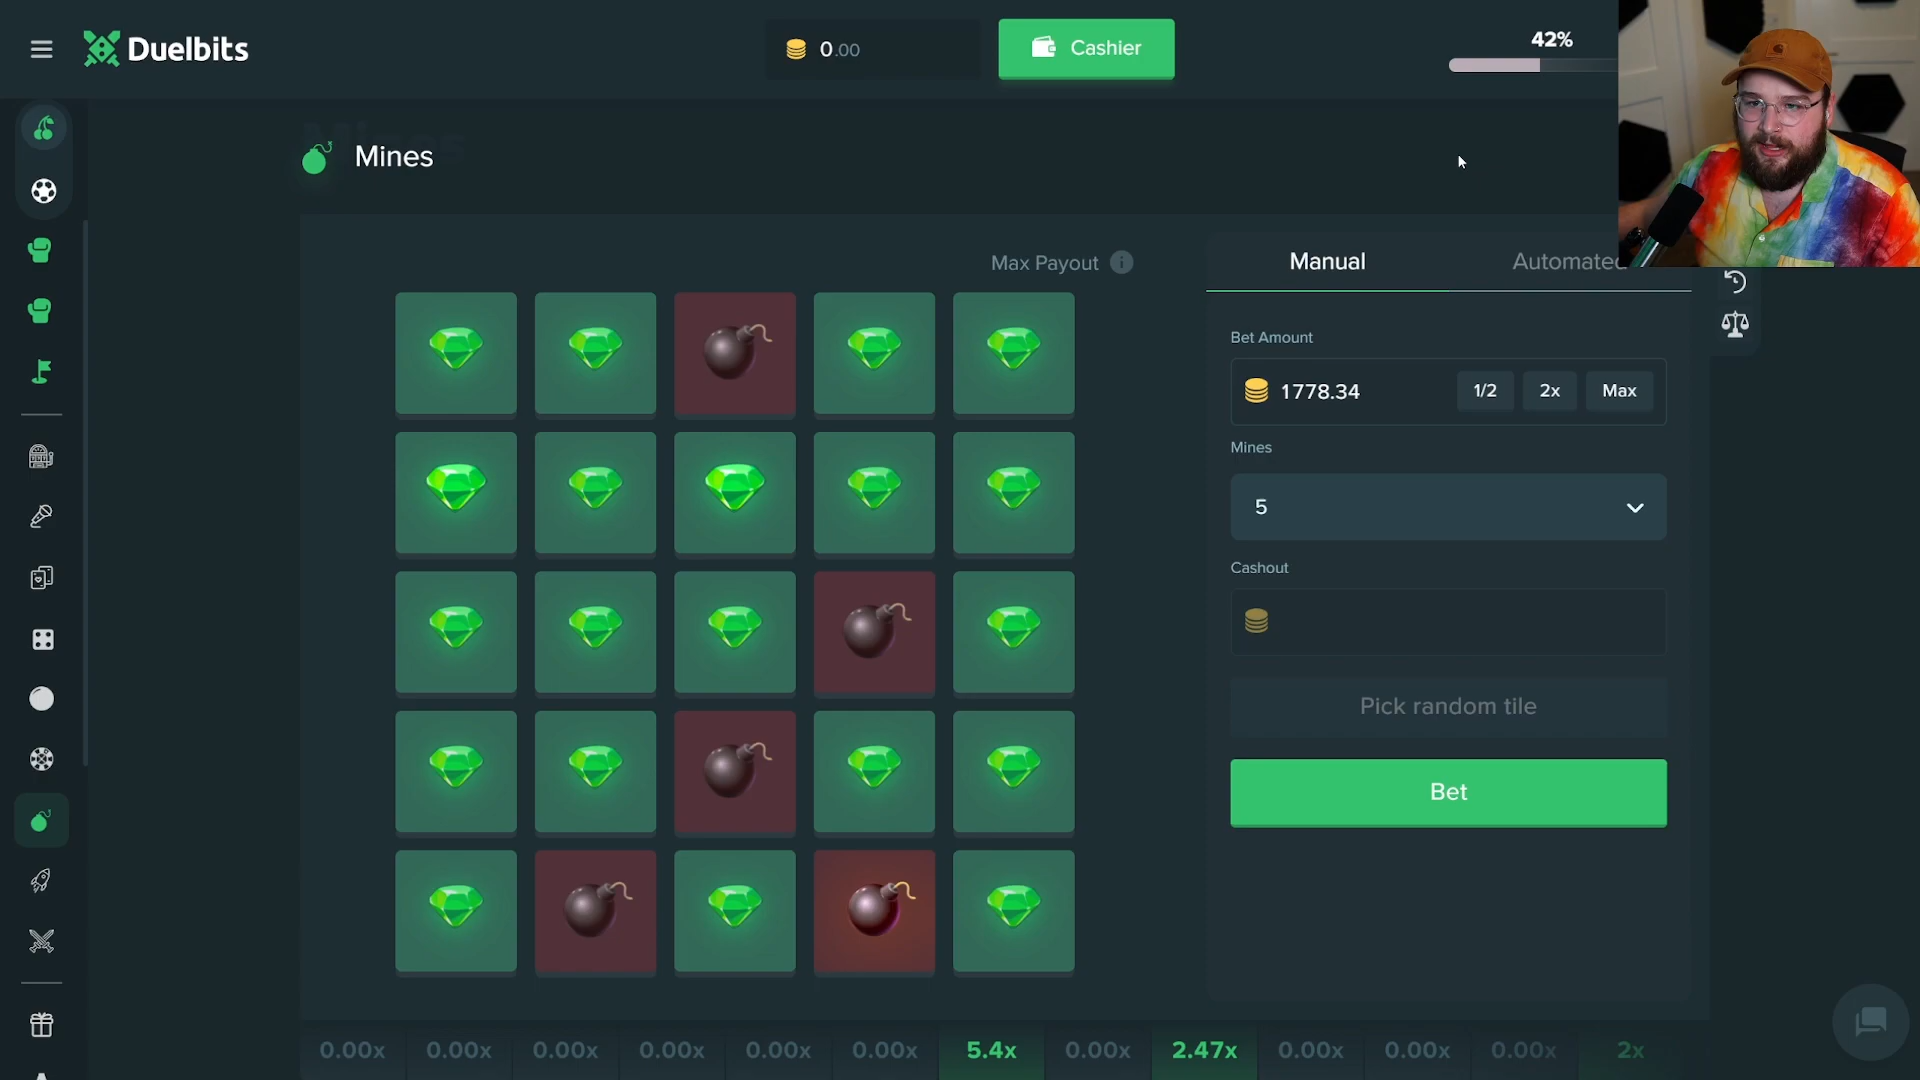 Duelbits
0.00
Cashier
42%
Mines
Max Payout
Manual
Automated
Bet Amount
1778.34
1/2
2x
Max
Mines
5
Cashout
Pick random tile
Bet
0.00x
0.00x
0.00x
0.00x
0.00x
0.00x
5.4x
0.00x
2.47x
0.00x
0.00x
0.00x
2x